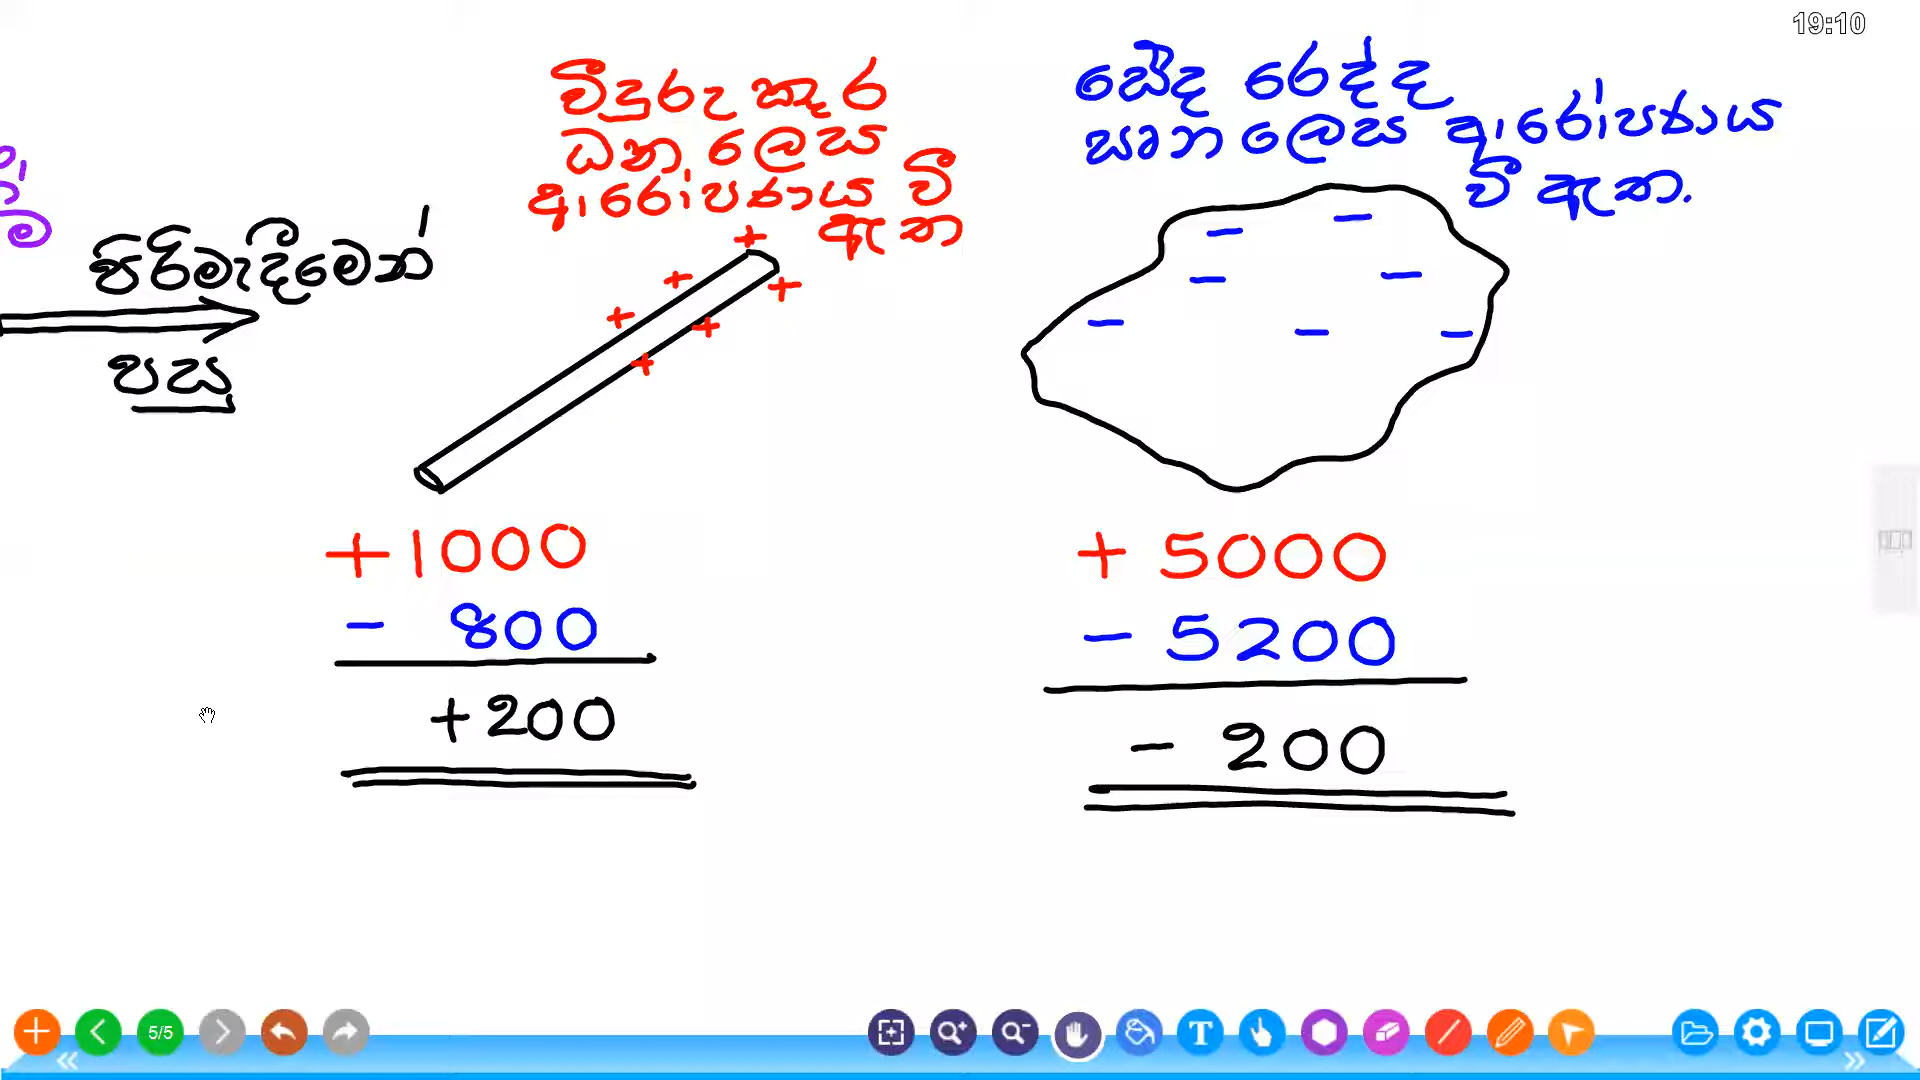 19:10
වීදුරු කූර
ධන ලෙස
ආරෝපණය වී
ඇත
සේද රෙද්ද
සෘන ලෙස ආරෝපණය
වී ඇත.
පිරිමැදීමෙන්
පසු
+ 1000
- 800
+ 200
+ 5000
- 5200
- 200
5/5
T